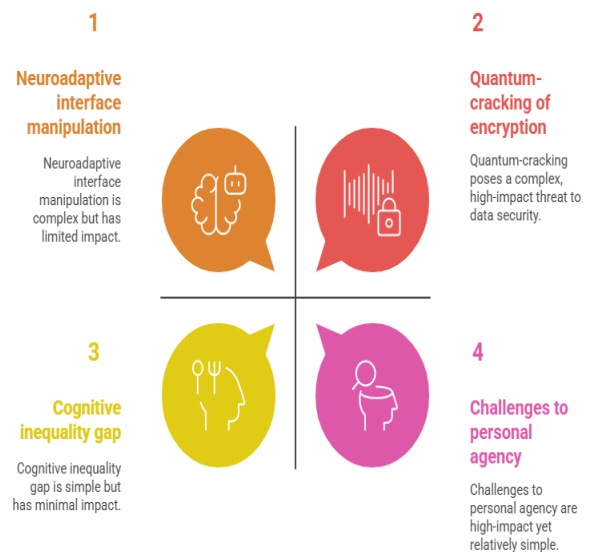 1
Neuroadaptive
interface
manipulation
Neuroadaptive
interface
manipulation is
complex but has
limited impact.
2
Quantum-
cracking of
encryption
Quantum-cracking
poses a complex,
high-impact threat to
data security.
3
Cognitive
inequality gap
Cognitive inequality
gap is simple but
has minimal impact.
4
Challenges to
personal
agency
Challenges to
personal agency are
high-impact yet
relatively simple.